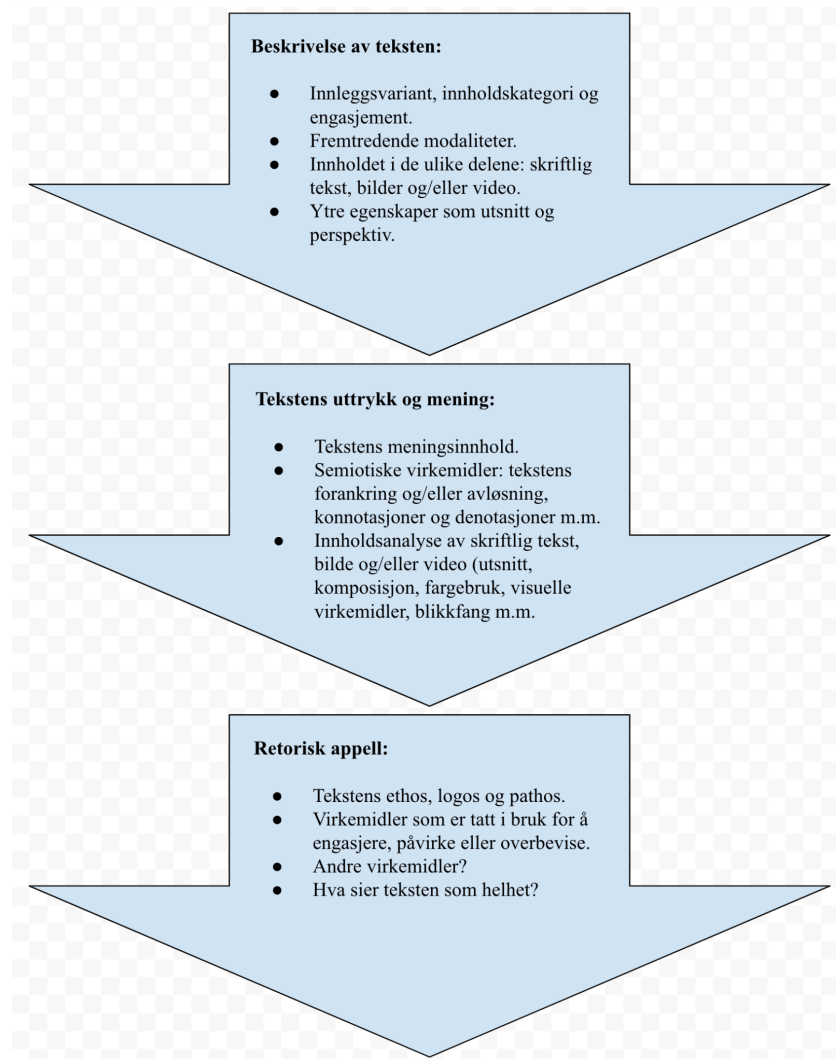 Beskrivelse av teksten:
● Innleggsvariant, innholdskategori og
engasjement.
● Fremtredende modaliteter.
● Innholdet i de ulike delene: skriftlig
tekst, bilder og/eller video.
● Ytre egenskaper som utsnitt og
perspektiv.
Tekstens uttrykk og mening:
● Tekstens meningsinnhold.
● Semiotiske virkemidler: tekstens
forankring og/eller avløsning,
konnotasjoner og denotasjoner m.m.
● Innholdsanalyse av skriftlig tekst,
bilde og/eller video (utsnitt,
komposisjon, fargebruk, visuelle
virkemidler, blikkfang m.m.
Retorisk appell:
● Tekstens ethos, logos og pathos.
● Virkemidler som er tatt i bruk for å
engasjere, påvirke eller overbevise.
● Andre virkemidler?
● Hva sier teksten som helhet?